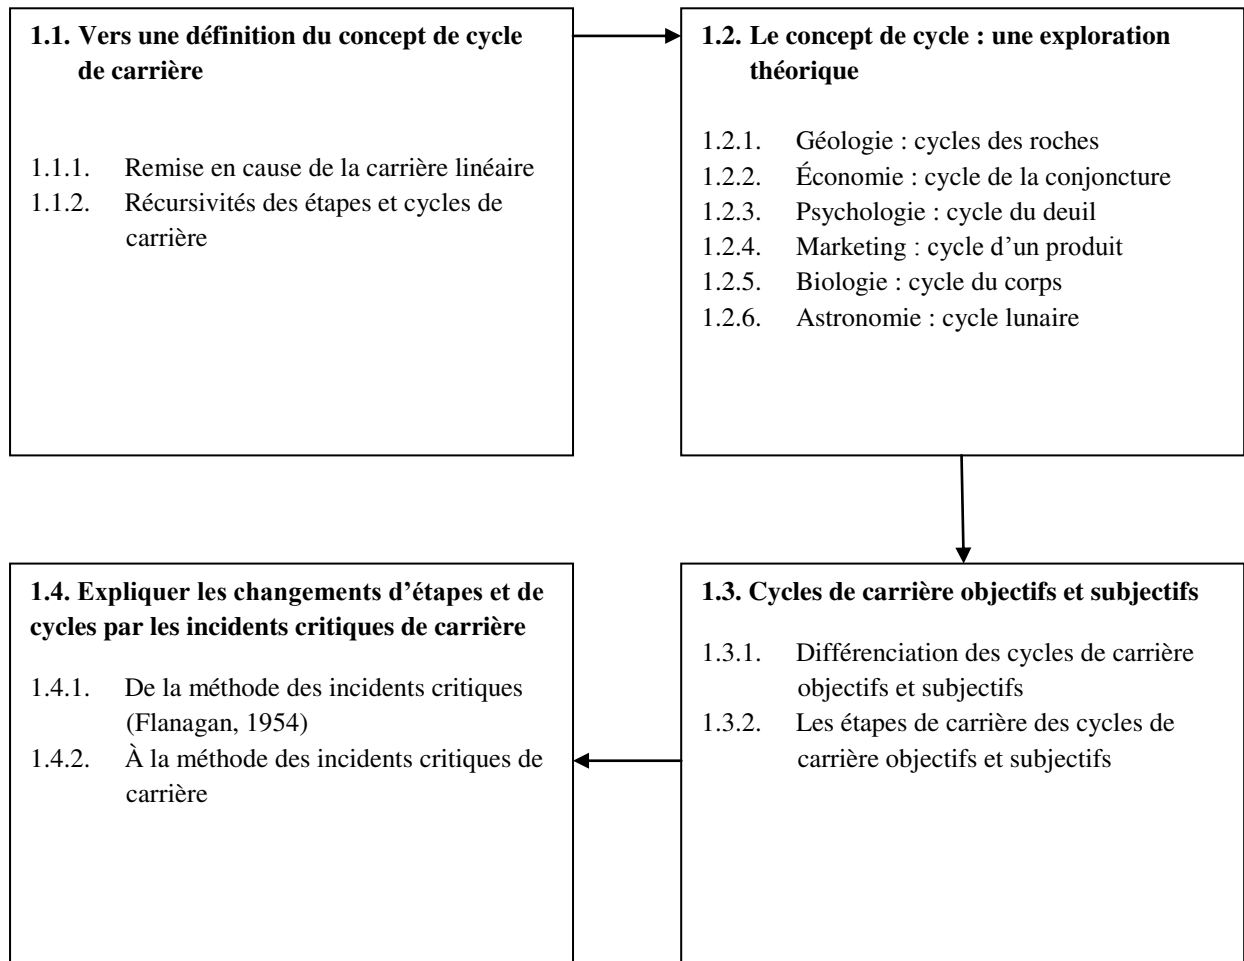 1.1. Vers une définition du concept de cycle
de carrière
1.1.1. Remise en cause de la carrière linéaire
1.1.2. Récursivités des étapes et cycles de
carrière
1.2. Le concept de cycle : une exploration
théorique
1.2.1. Géologie : cycles des roches
1.2.2. Économie : cycle de la conjoncture
1.2.3. Psychologie : cycle du deuil
1.2.4. Marketing : cycle d’un produit
1.2.5. Biologie : cycle du corps
1.2.6. Astronomie : cycle lunaire
1.3. Cycles de carrière objectifs et subjectifs
1.3.1. Différenciation des cycles de carrière
objectifs et subjectifs
1.3.2. Les étapes de carrière des cycles de
carrière objectifs et subjectifs
1.4. Expliquer les changements d’étapes et de
cycles par les incidents critiques de carrière
1.4.1. De la méthode des incidents critiques
(Flanagan, 1954)
1.4.2. À la méthode des incidents critiques de
carrière